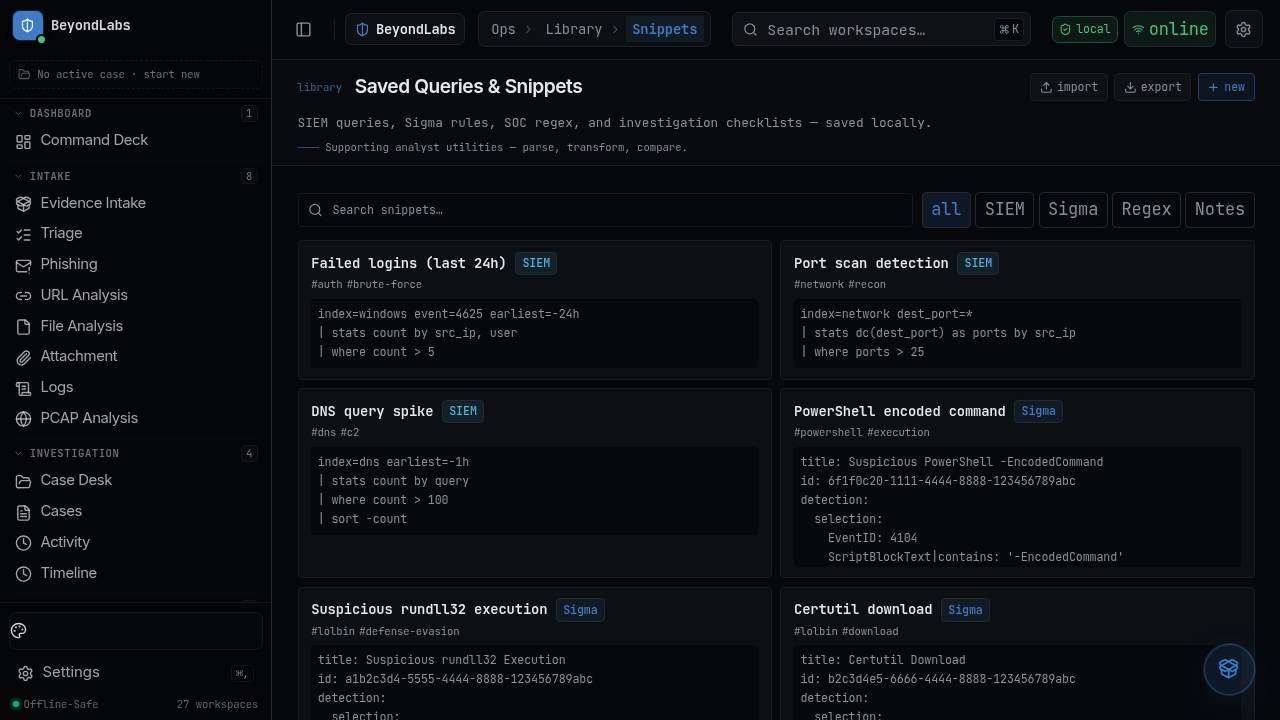 BeyondLabs
No active case · start new
DASHBOARD 1
Command Deck
INTAKE 8
Evidence Intake
Triage
Phishing
URL Analysis
File Analysis
Attachment
Logs
PCAP Analysis
INVESTIGATION 4
Case Desk
Cases
Activity
Timeline
Settings ⌘,
Offline-Safe 27 workspaces
BeyondLabs
Ops > Library > Snippets
Search workspaces… ⌘K
local
online
library Saved Queries & Snippets
import export + new
SIEM queries, Sigma rules, SOC regex, and investigation checklists — saved locally.
Supporting analyst utilities — parse, transform, compare.
Search snippets…
all SIEM Sigma Regex Notes
Failed logins (last 24h) SIEM
#auth #brute-force
index=windows event=4625 earliest=-24h
| stats count by src_ip, user
| where count > 5
Port scan detection SIEM
#network #recon
index=network dest_port=*
| stats dc(dest_port) as ports by src_ip
| where ports > 25
DNS query spike SIEM
#dns #c2
index=dns earliest=-1h
| stats count by query
| where count > 100
| sort -count
PowerShell encoded command Sigma
#powershell #execution
title: Suspicious PowerShell -EncodedCommand
id: 6f1f0c20-1111-4444-8888-123456789abc
detection:
selection:
EventID: 4104
ScriptBlockText|contains: '-EncodedCommand'
Suspicious rundll32 execution Sigma
#lolbin #defense-evasion
title: Suspicious rundll32 Execution
id: a1b2c3d4-5555-4444-8888-123456789abc
detection:
selection:
Certutil download Sigma
#lolbin #download
title: Certutil Download
id: b2c3d4e5-6666-4444-8888-123456789abc
detection:
selection: